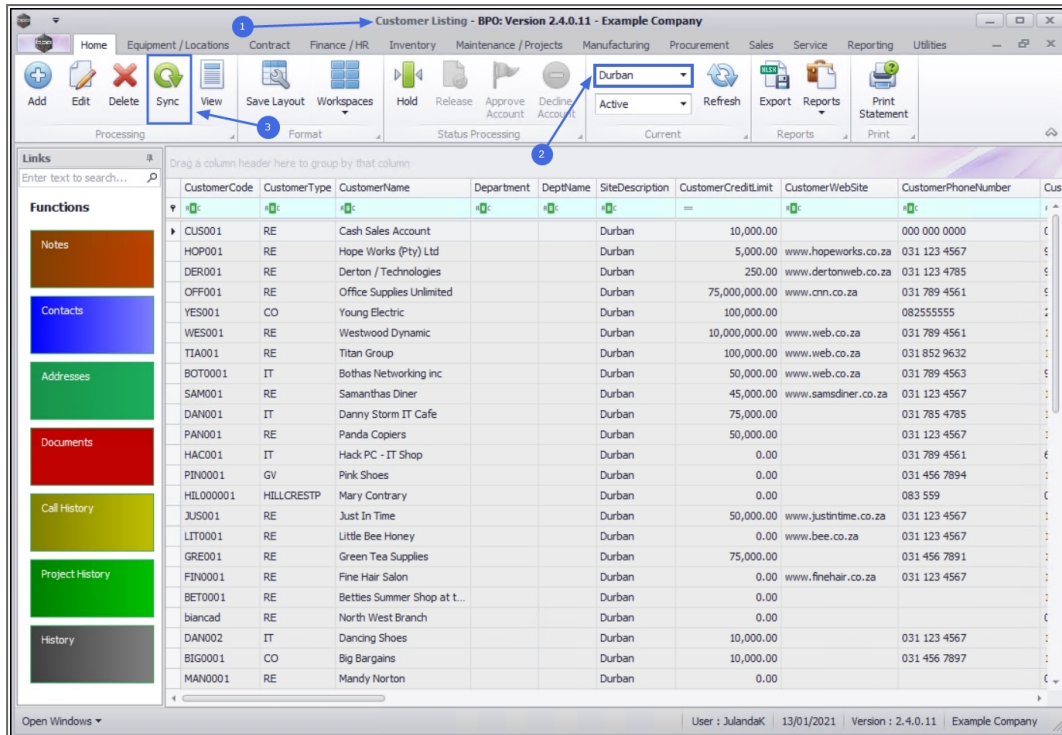 Customer Listing - BPO: Version 2.4.0.11 - Example Company
1
Home Equipment / Locations Contract Finance / HR Inventory Maintenance / Projects Manufacturing Procurement Sales Service Reporting Utilities
Add Edit Delete Sync View Save Layout Workspaces Hold Release Approve Account Decline Account Durban Active Refresh Export Reports Print Statement
Processing Format Status Processing Current Reports Print
3
2
Links
Drag a column header here to group by that column
Enter text to search...
CustomerCode CustomerType CustomerName Department DeptName SiteDescription CustomerCreditLimit CustomerWebSite CustomerPhoneNumber Cus
Functions
CUS001 RE Cash Sales Account Durban 10,000.00 000 000 0000
Notes
HOP001 RE Hope Works (Pty) Ltd Durban 5,000.00 www.hopeworks.co.za 031 123 4567
DER001 RE Derton / Technologies Durban 250.00 www.dertonweb.co.za 031 123 4785
OFF001 RE Office Supplies Unlimited Durban 75,000,000.00 www.cnn.co.za 031 789 4561
Contacts
YES001 CO Young Electric Durban 100,000.00 082555555
WES001 RE Westwood Dynamic Durban 10,000,000.00 www.web.co.za 031 789 4561
TIA001 RE Titan Group Durban 100,000.00 www.web.co.za 031 852 9632
Addresses
BOT0001 IT Bothas Networking inc Durban 50,000.00 www.web.co.za 031 789 4563
SAM001 RE Samanthas Diner Durban 45,000.00 www.samsdiner.co.za 031 123 4567
DAN001 IT Danny Storm IT Cafe Durban 75,000.00 031 785 4785
Documents
PAN001 RE Panda Copiers Durban 50,000.00 031 123 4567
HAC001 IT Hack PC - IT Shop Durban 0.00 031 789 4561
PIN0001 GV Pink Shoes Durban 0.00 031 456 7894
HIL000001 HILLCRESTP Mary Contrary Durban 0.00 083 559
Call History
JUS001 RE Just In Time Durban 50,000.00 www.justintime.co.za 031 123 4567
LIT0001 RE Little Bee Honey Durban 0.00 www.bee.co.za 031 123 4567
GRE001 RE Green Tea Supplies Durban 75,000.00 031 456 7891
Project History
FIN0001 RE Fine Hair Salon Durban 0.00 www.finehair.co.za 031 123 4567
BET0001 RE Betties Summer Shop at t... Durban 0.00
biancad RE North West Branch Durban 0.00
History
DAN002 IT Dancing Shoes Durban 10,000.00 031 123 4567
BIG0001 CO Big Bargains Durban 10,000.00 031 456 7897
MAN0001 RE Mandy Norton Durban 0.00
Open Windows User : JulandaK 13/01/2021 Version : 2.4.0.11 Example Company